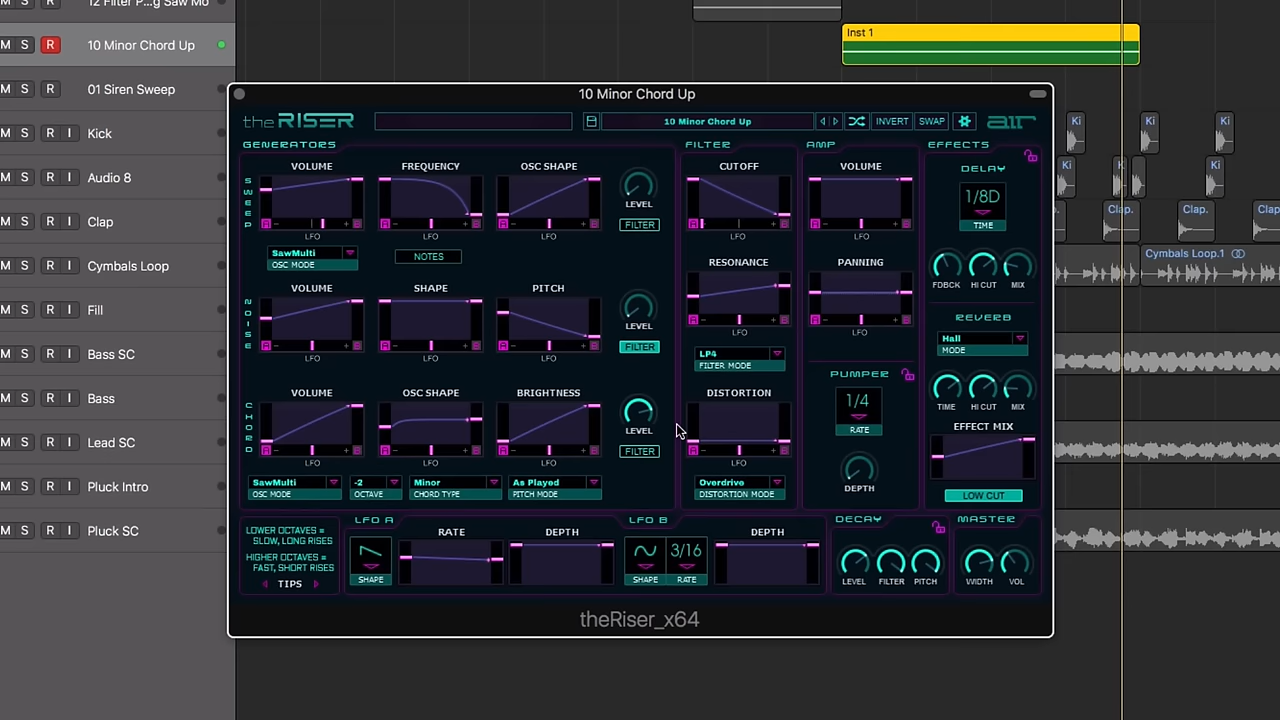 12 Filter P...g Saw Mo
M S R 10 Minor Chord Up
Inst 1
M S R 01 Siren Sweep
M S R I Kick
M S R I Audio 8
M S R I Clap
M S R I Cymbals Loop
M S R I Fill
M S R I Bass SC
M S R I Bass
M S R I Lead SC
M S R I Pluck Intro
M S R I Pluck SC
Ki Ki Ki
Ki Ki
Clap. Clap. Clap
Cymbals Loop.1
10 Minor Chord Up
the RISER
10 Minor Chord Up
INVERT SWAP
air
GENERATORS
SWEEP
VOLUME FREQUENCY OSC SHAPE
LEVEL
FILTER
A - + B A - + B A - + B
LFO LFO LFO
SawMulti
OSC MODE
NOTES
NOISE
VOLUME SHAPE PITCH
LEVEL
FILTER
A - + B A - + B A - + B
LFO LFO LFO
CHORD
VOLUME OSC SHAPE BRIGHTNESS
LEVEL
FILTER
A - + B A - + B A - + B
LFO LFO LFO
SawMulti -2 Minor As Played
OSC MODE OCTAVE CHORD TYPE PITCH MODE
FILTER
CUTOFF
A - + B
LFO
RESONANCE
A - + B
LFO
LP4
FILTER MODE
DISTORTION
A - + B
LFO
Overdrive
DISTORTION MODE
AMP
VOLUME
A - + B
LFO
PANNING
A - + B
LFO
PUMPER
1/4
RATE
DEPTH
EFFECTS
DELAY
1/8D
TIME
FDBCK HI CUT MIX
REVERB
Hall
MODE
TIME HI CUT MIX
EFFECT MIX
LOW CUT
LOWER OCTAVES =
SLOW, LONG RISES
HIGHER OCTAVES =
FAST, SHORT RISES
TIPS
LFO A
RATE DEPTH
SHAPE
LFO B
3/16
DEPTH
SHAPE RATE
DECAY
LEVEL FILTER PITCH
MASTER
WIDTH VOL
theRiser_x64